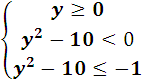 y ≥ 0
y² − 10 < 0
y² − 10 ≤ −1